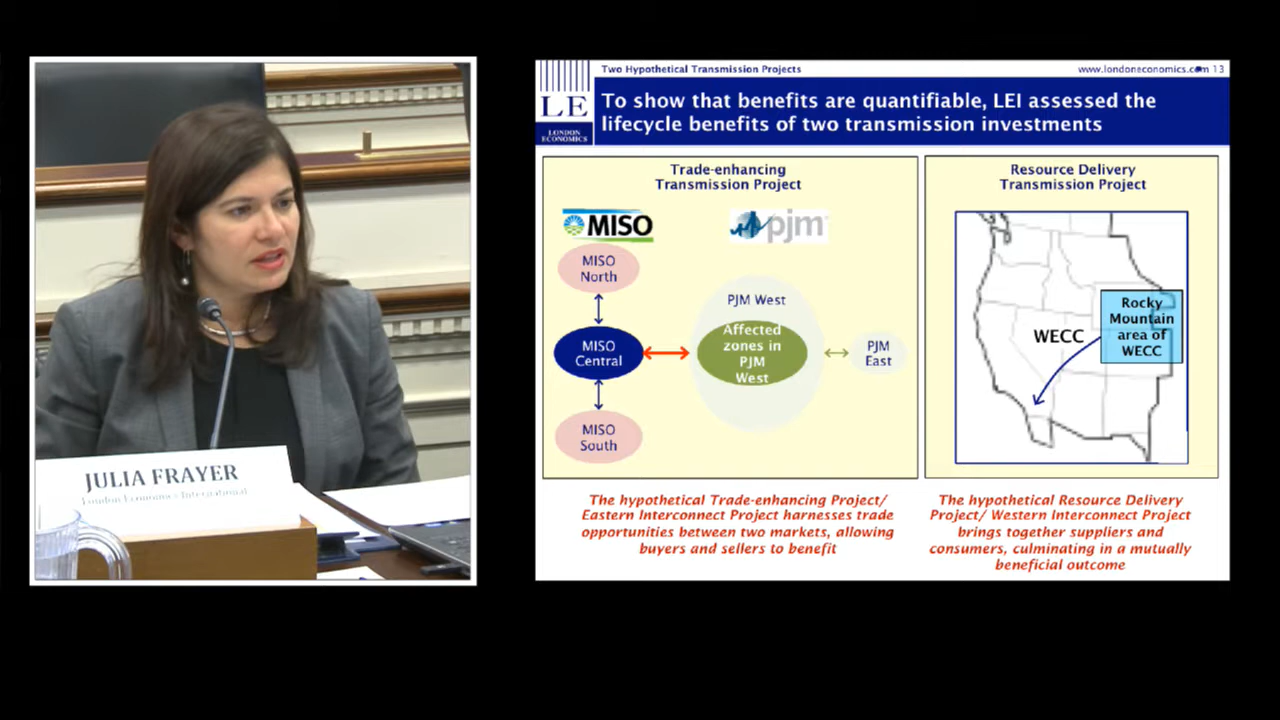 JULIA FRAYER
London Economics International
Two Hypothetical Transmission Projects
www.londoneconomics.com 13
LE
LONDON
ECONOMICS
To show that benefits are quantifiable, LEI assessed the
lifecycle benefits of two transmission investments
Trade-enhancing
Transmission Project
MISO
pjm
MISO
North
MISO
Central
MISO
South
PJM West
Affected
zones in
PJM
West
PJM
East
The hypothetical Trade-enhancing Project/
Eastern Interconnect Project harnesses trade
opportunities between two markets, allowing
buyers and sellers to benefit
Resource Delivery
Transmission Project
WECC
Rocky
Mountain
area of
WECC
The hypothetical Resource Delivery
Project/ Western Interconnect Project
brings together suppliers and
consumers, culminating in a mutually
beneficial outcome